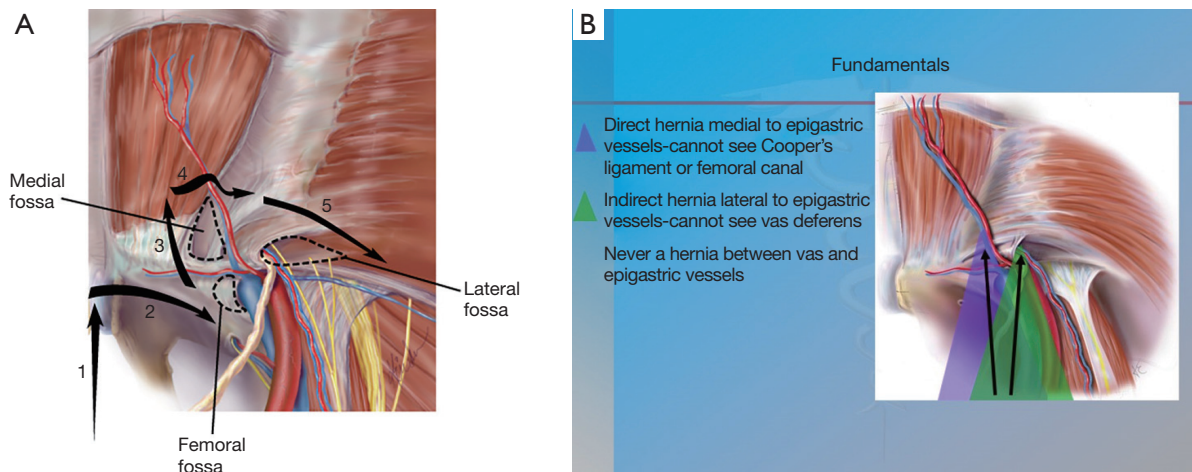 A
4
Medial
fossa
5
3
Lateral
fossa
2
1
Femoral
fossa
B
Fundamentals
Direct hernia medial to epigastric
vessels-cannot see Cooper's
ligament or femoral canal
Indirect hernia lateral to epigastric
vessels-cannot see vas deferens
Never a hernia between vas and
epigastric vessels